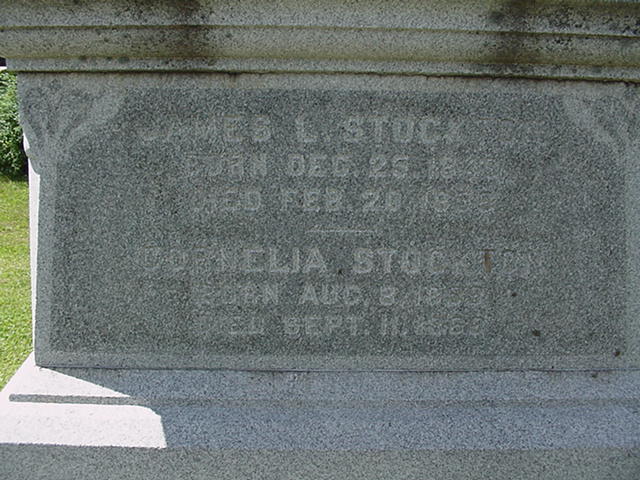 JAMES L. STOCKTON
BORN DEC. 25.
DIED FEB. 20,
CORNELIA STOCKTON
BORN AUG. 8,
DIED SEPT. 11,